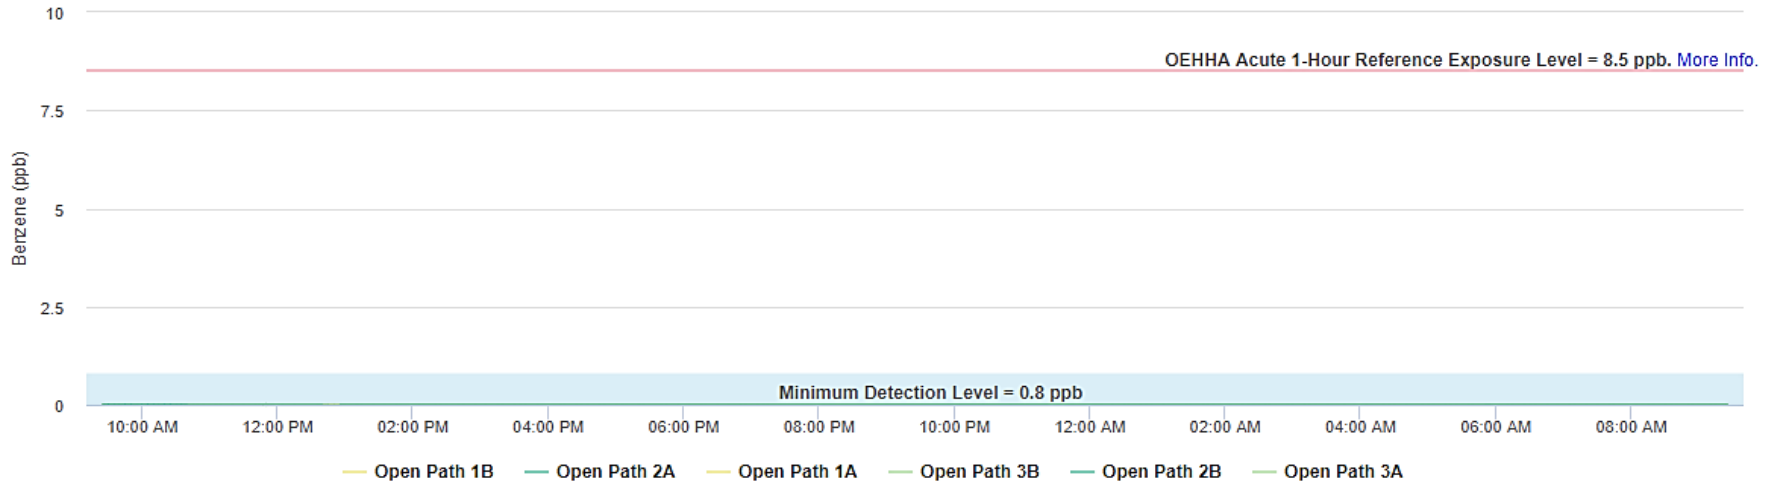 10
OEHHA Acute 1-Hour Reference Exposure Level = 8.5 ppb. More Info.
7.5
Benzene (ppb)
5
2.5
Minimum Detection Level = 0.8 ppb
0
10:00 AM 12:00 PM 02:00 PM 04:00 PM 06:00 PM 08:00 PM 10:00 PM 12:00 AM 02:00 AM 04:00 AM 06:00 AM 08:00 AM
Open Path 1B Open Path 2A Open Path 1A Open Path 3B Open Path 2B Open Path 3A